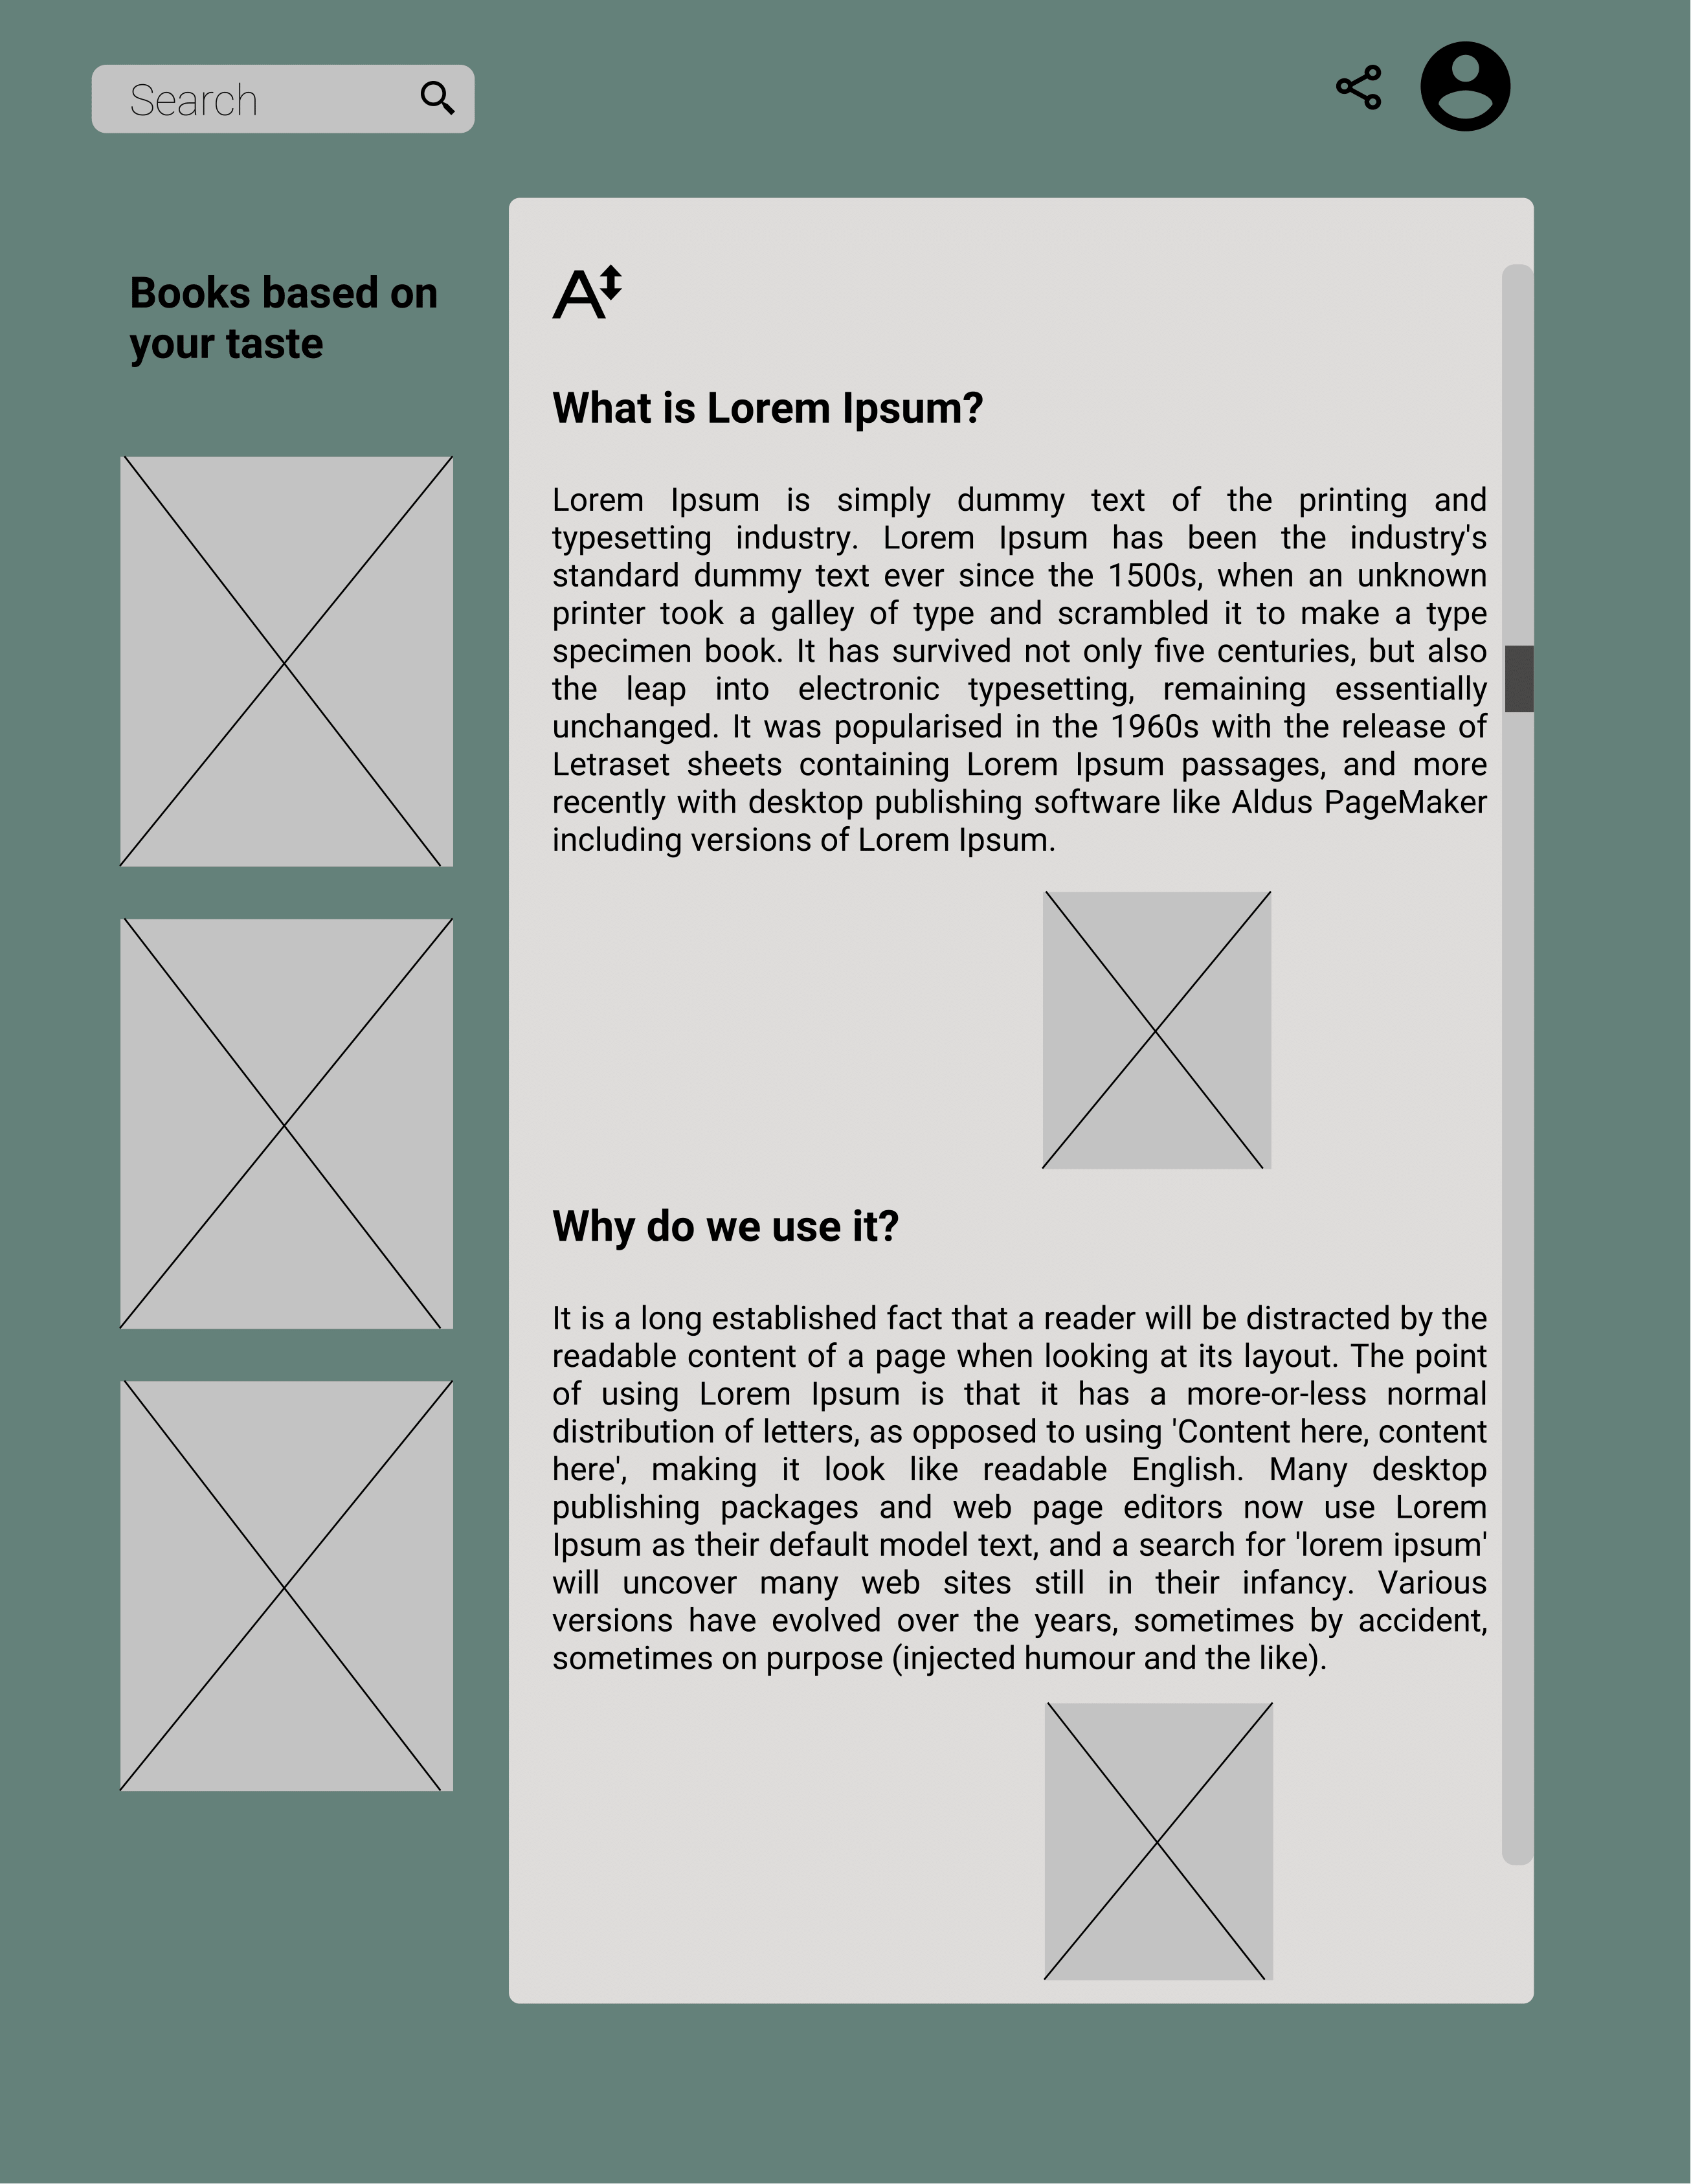 Search
Books based on
your taste
A
What is Lorem Ipsum?
Lorem Ipsum is simply dummy text of the printing and
typesetting industry. Lorem Ipsum has been the industry's
standard dummy text ever since the 1500s, when an unknown
printer took a galley of type and scrambled it to make a type
specimen book. It has survived not only five centuries, but also
the leap into electronic typesetting, remaining essentially
unchanged. It was popularised in the 1960s with the release of
Letraset sheets containing Lorem Ipsum passages, and more
recently with desktop publishing software like Aldus PageMaker
including versions of Lorem Ipsum.
Why do we use it?
It is a long established fact that a reader will be distracted by the
readable content of a page when looking at its layout. The point
of using Lorem Ipsum is that it has a more-or-less normal
distribution of letters, as opposed to using 'Content here, content
here', making it look like readable English. Many desktop
publishing packages and web page editors now use Lorem
Ipsum as their default model text, and a search for 'lorem ipsum'
will uncover many web sites still in their infancy. Various
versions have evolved over the years, sometimes by accident,
sometimes on purpose (injected humour and the like).